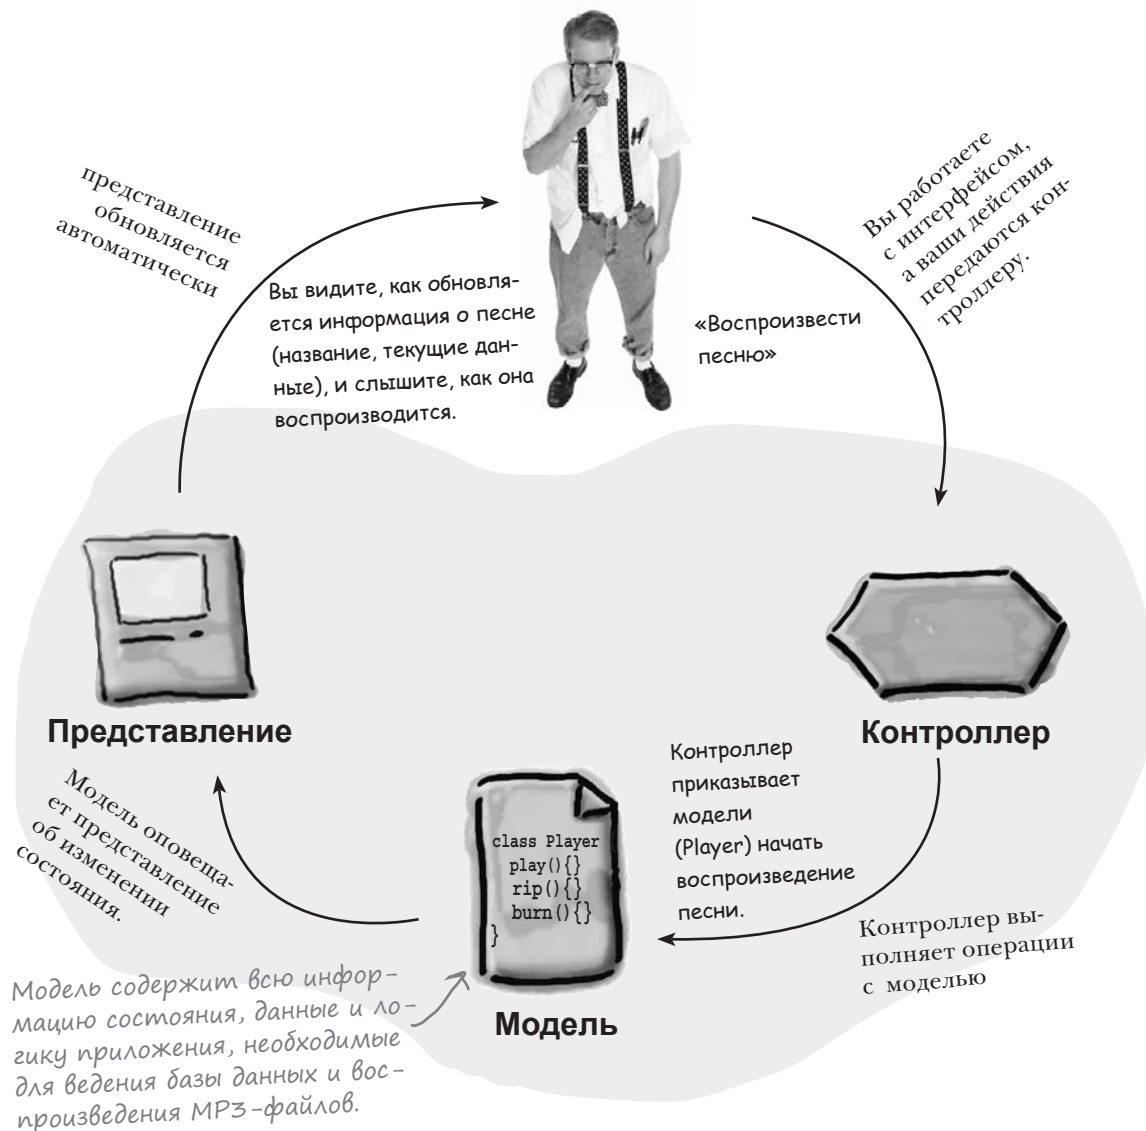 представление
обновляется
автоматически
Вы работаете
с интерфейсом,
а ваши действия
передаются кон-
троллеру.
Вы видите, как обновля-
ется информация о песне
(название, текущие дан-
ные), и слышите, как она
воспроизводится.
«Воспроизвести
песню»
Представление
Контроллер
Модель оповеща-
ет представление
об изменении
состояния.
class Player
play(){}
rip(){}
burn(){}
}
Контроллер
приказывает
модели
(Player) начать
воспроизведение
песни.
Контроллер вы-
полняет операции
с моделью
Модель
Модель содержит всю инфор-
мацию состояния, данные и ло-
гику приложения, необходимые
для ведения базы данных и вос-
произведения MP3-файлов.